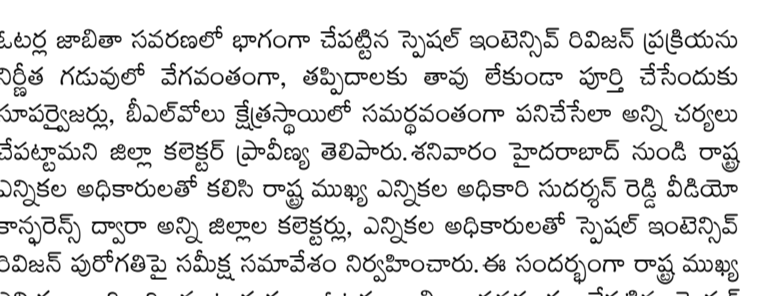 ఓటర్ల జాబితా సవరణలో భాగంగా చేపట్టిన స్పెషల్ ఇంటెన్సివ్ రివిజన్ ప్రక్రియను
నిర్ణీత గడువులో వేగవంతంగా, తప్పిదాలకు తావు లేకుండా పూర్తి చేసేందుకు
సూపర్వైజర్లు, బీఎల్‌వోలు క్షేత్రస్థాయిలో సమర్థవంతంగా పనిచేసేలా అన్ని చర్యలు
చేపట్టామని జిల్లా కలెక్టర్ ప్రావీణ్య తెలిపారు.శనివారం హైదరాబాద్ నుండి రాష్ట్ర
ఎన్నికల అధికారులతో కలిసి రాష్ట్ర ముఖ్య ఎన్నికల అధికారి సుదర్శన్ రెడ్డి వీడియో
కాన్ఫరెన్స్ ద్వారా అన్ని జిల్లాల కలెక్టర్లు, ఎన్నికల అధికారులతో స్పెషల్ ఇంటెన్సివ్
రివిజన్ పురోగతిపై సమీక్ష సమావేశం నిర్వహించారు.ఈ సందర్భంగా రాష్ట్ర ముఖ్య